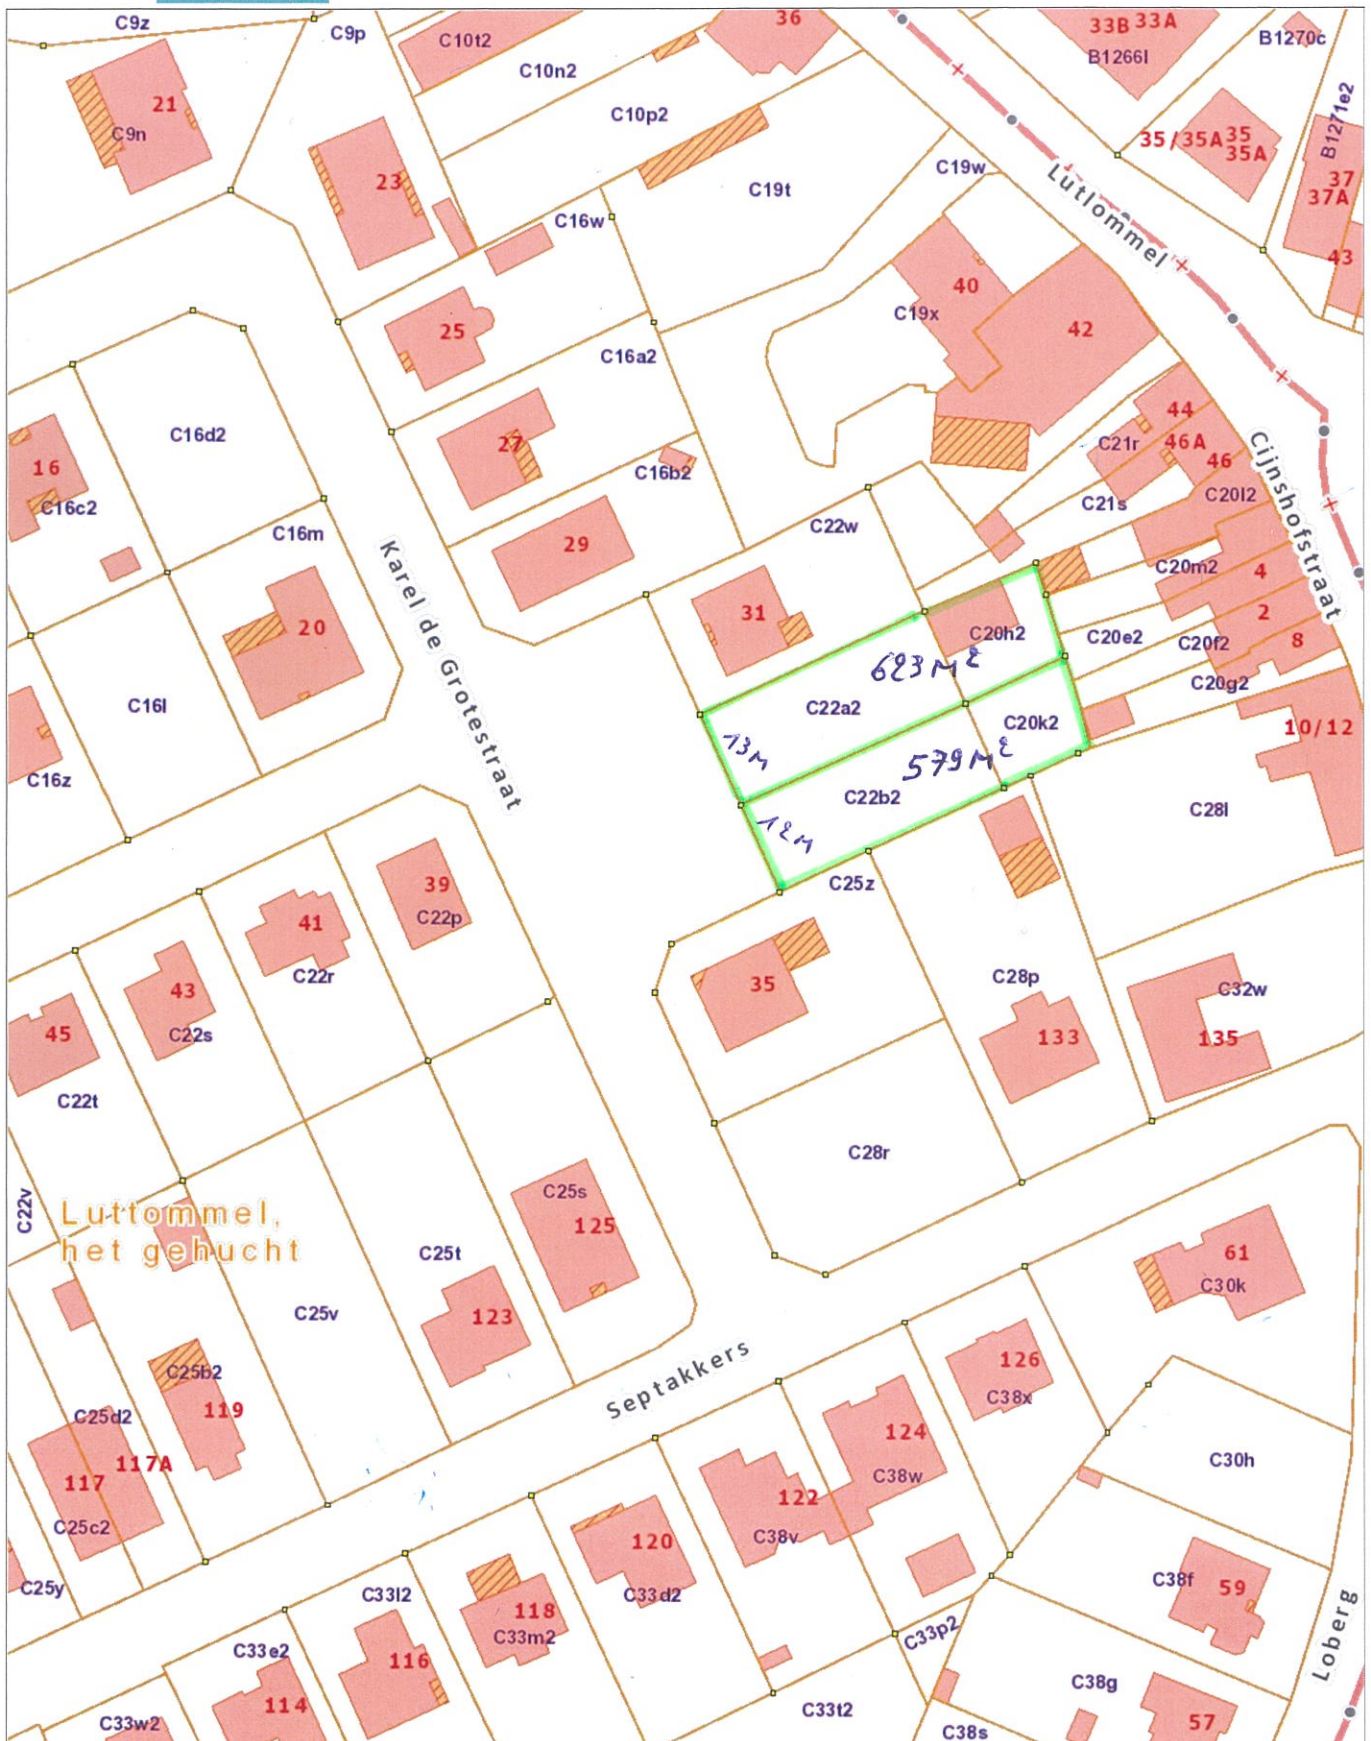 C9z
C9p
C10t2
36
33B 33A
B1266l
B1270c
C10n2
B1271e2
21
C9n
C10p2
35/35A 35
35A
23
C19t
C19w
Lutlommel
37
37A
C16w
43
25
40
C19x
42
C16a2
16
C16c2
C16d2
27
44
C21r
46A
46
C16b2
Cijnshofstraat
C20l2
C21s
C16m
C22w
29
Karel de Grotestraat
C20m2
4
31
20
2
C20h2
C20e2
C20f2
8
623 M²
C20g2
C16l
C22a2
C20k2
10/12
13M
C16z
579 M²
C22b2
C28l
12M
C25z
39
C22p
41
C22r
35
C28p
43
C32w
45
C22s
133
135
C22t
C28r
C22v
Luttommel,
het gehucht
C25s
125
C25t
61
C30k
C25v
123
C25b2
Septakkers
126
C38x
C25d2
119
124
117A
117
C38w
C30h
122
C25c2
C38v
120
C25y
C38f
59
C33l2
118
C33d2
C33m2
C33p2
Loberg
C33e2
116
C38g
114
C33t2
C33w2
C38s
57